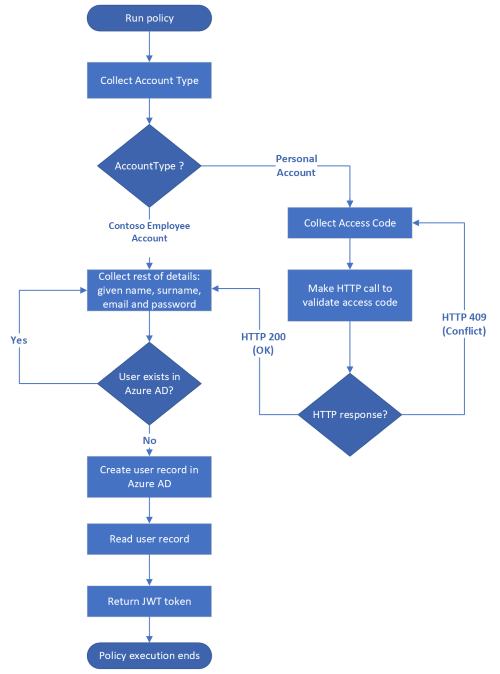 Run policy
Collect Account Type
AccountType ?
Personal
Account
Contoso Employee
Account
Collect Access Code
Collect rest of details:
given name, surname,
email and password
Make HTTP call to
validate access code
Yes
HTTP 200
(OK)
HTTP 409
(Conflict)
User exists in
Azure AD?
HTTP response?
No
Create user record in
Azure AD
Read user record
Return JWT token
Policy execution ends